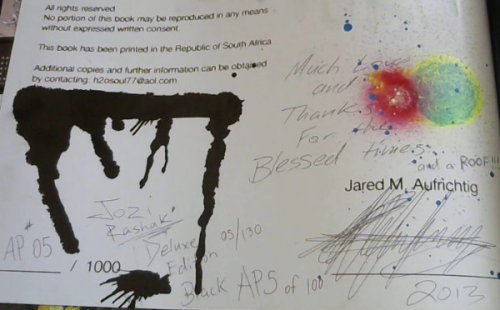 All rights reserved
No portion of this book may be reproduced in any means
without expressed written consent.
This book has been printed in the Republic of South Africa
Additional copies and further information can be obtained
by contacting: h2osoul77@aol.com
Much Love
and
Thanks
For the
Blessed times
and a ROOF!!!
Jared M. Aufrichtig
Jozi
Pashak
# AP 05
/ 1000
Deluxe 05/130
Edition
Black AP5 of 100
2013